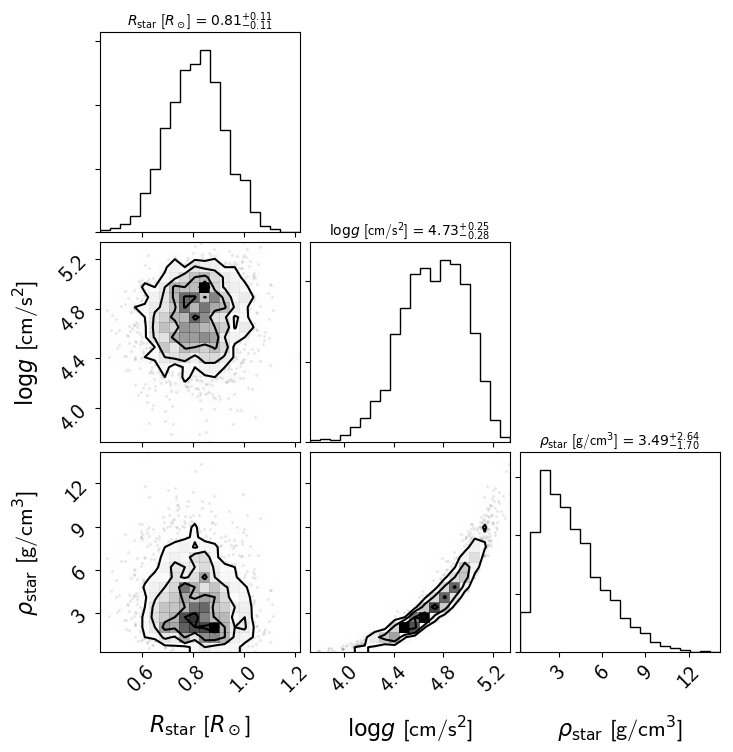 R_star [R_⊙] = 0.81^{+0.11}_{−0.11}
logg [cm/s²] = 4.73^{+0.25}_{−0.28}
5.2
4.8
4.4
4.0
logg [cm/s²]
ρ_star [g/cm³] = 3.49^{+2.64}_{−1.70}
12
9
6
3
ρ_star [g/cm³]
0.6 0.8 1.0 1.2
4.0 4.4 4.8 5.2
3 6 9 12
R_star [R_⊙]
logg [cm/s²]
ρ_star [g/cm³]